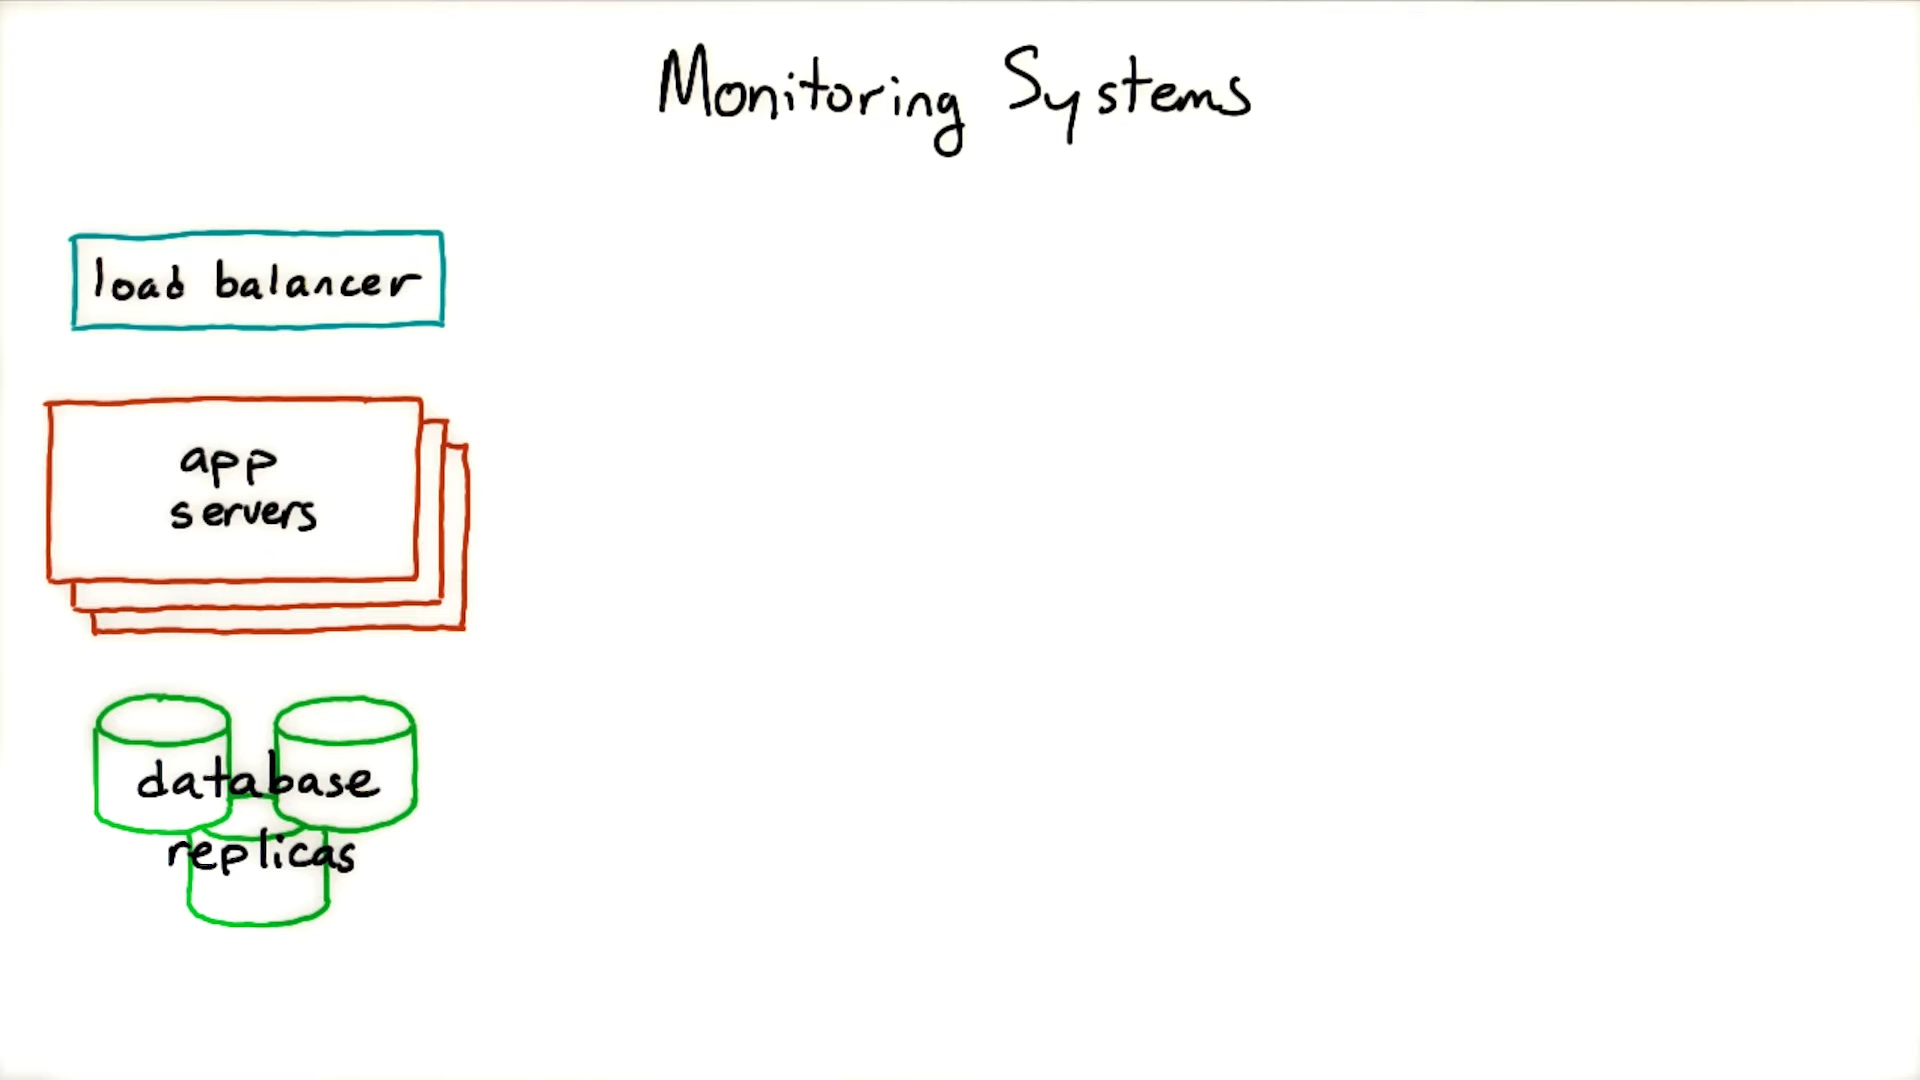 Monitoring Systems
load balancer
app
servers
database
replicas